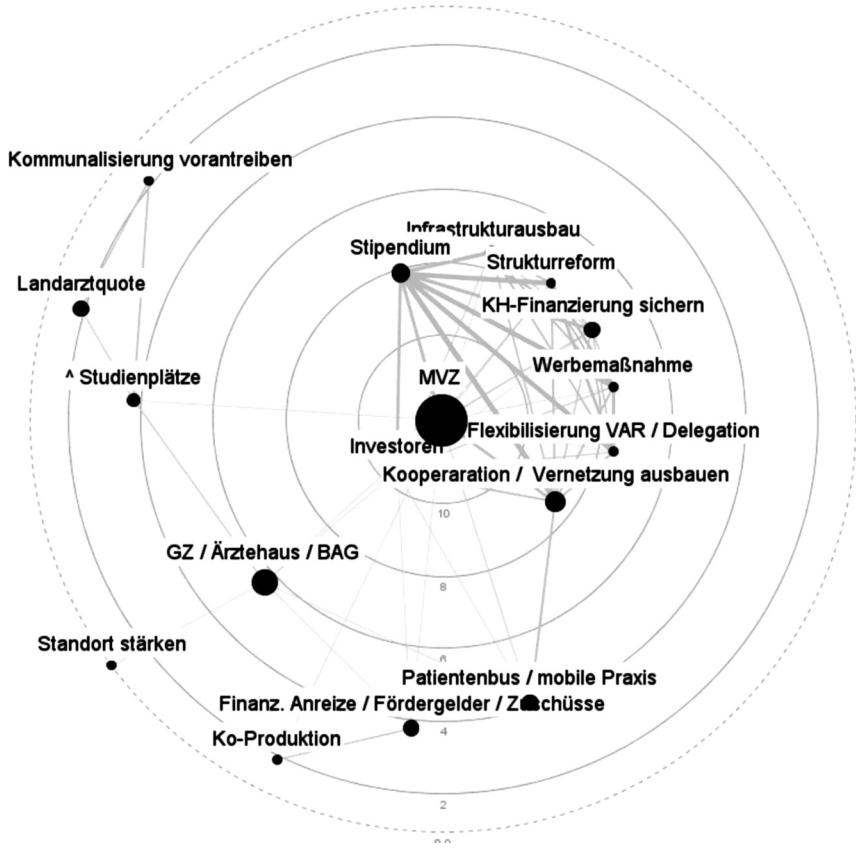 Kommunalisierung vorantreiben
Infrastrukturausbau
Stipendium
Strukturreform
Landarztquote
KH-Finanzierung sichern
Werbemaßnahme
^ Studienplätze
MVZ
Flexibilisierung VAR / Delegation
Investoren
Kooperaration / Vernetzung ausbauen
10
GZ / Ärztehaus / BAG
8
Standort stärken
6
Patientenbus / mobile Praxis
Finanz. Anreize / Fördergelder / Zuschüsse
4
Ko-Produktion
2
0.0